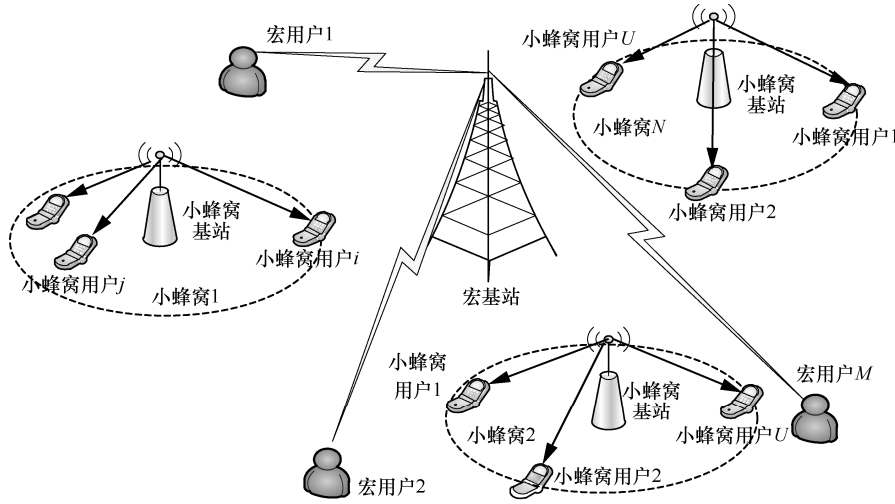 宏用户1
小蜂窝用户U
小蜂窝
基站
小蜂窝N
小蜂窝用户1
小蜂窝用户2
小蜂窝
基站
小蜂窝用户i
小蜂窝用户j
小蜂窝1
宏基站
小蜂窝
用户1
小蜂窝
基站
宏用户M
小蜂窝2
小蜂窝用户U
小蜂窝用户2
宏用户2